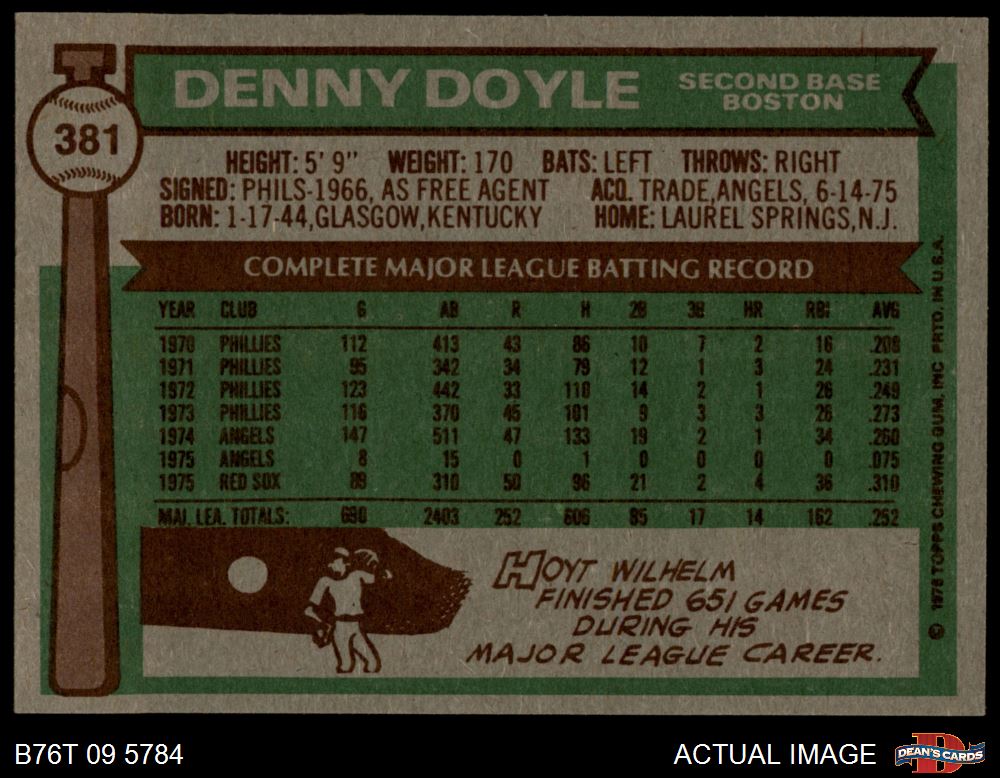 381
DENNY DOYLE
SECOND BASE
BOSTON
HEIGHT: 5' 9" WEIGHT: 170 BATS: LEFT THROWS: RIGHT
SIGNED: PHILS-1966, AS FREE AGENT ACQ. TRADE, ANGELS, 6-14-75
BORN: 1-17-44, GLASGOW, KENTUCKY HOME: LAUREL SPRINGS, N.J.
COMPLETE MAJOR LEAGUE BATTING RECORD
YEAR CLUB G AB R H 2B 3B HR RBI AVG
1970 PHILLIES 112 413 43 86 10 7 2 16 .208
1971 PHILLIES 95 342 34 79 12 1 3 24 .231
1972 PHILLIES 123 442 33 110 14 2 1 26 .249
1973 PHILLIES 116 370 45 101 9 3 3 26 .273
1974 ANGELS 147 511 47 133 19 2 1 34 .260
1975 ANGELS 8 15 0 1 0 0 0 0 .075
1975 RED SOX 89 310 50 96 21 2 4 36 .310
MAJ. LEA. TOTALS: 690 2403 252 606 85 17 14 162 .252
HOYT WILHELM
FINISHED 651 GAMES
DURING HIS
MAJOR LEAGUE CAREER.
© 1976 TOPPS CHEWING GUM, INC PRTD. IN U.S.A.
B76T 09 5784
ACTUAL IMAGE
DEAN'S CARDS